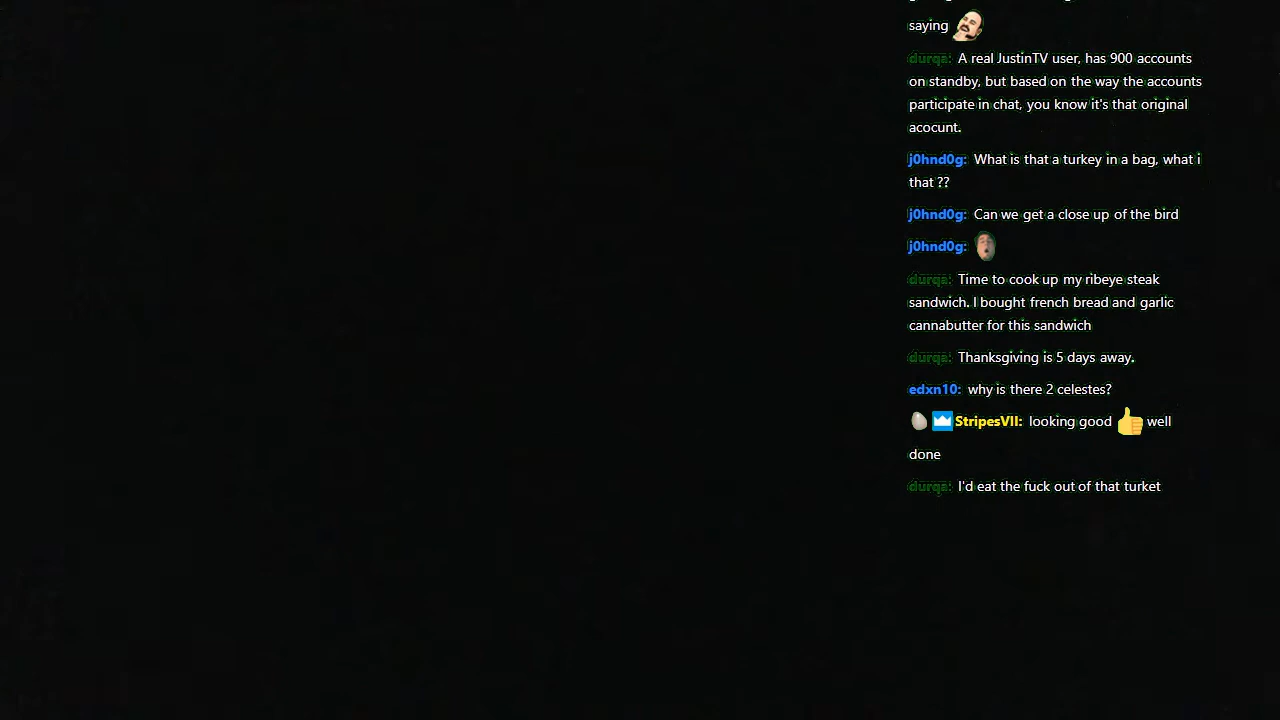 saying
durqa: A real JustinTV user, has 900 accounts
on standby, but based on the way the accounts
participate in chat, you know it's that original
acocunt.
j0hnd0g: What is that a turkey in a bag, what i
that ??
j0hnd0g: Can we get a close up of the bird
j0hnd0g:
durqa: Time to cook up my ribeye steak
sandwich. I bought french bread and garlic
cannabutter for this sandwich
durqa: Thanksgiving is 5 days away.
edxn10: why is there 2 celestes?
StripesVII: looking good well
done
durqa: I'd eat the fuck out of that turket